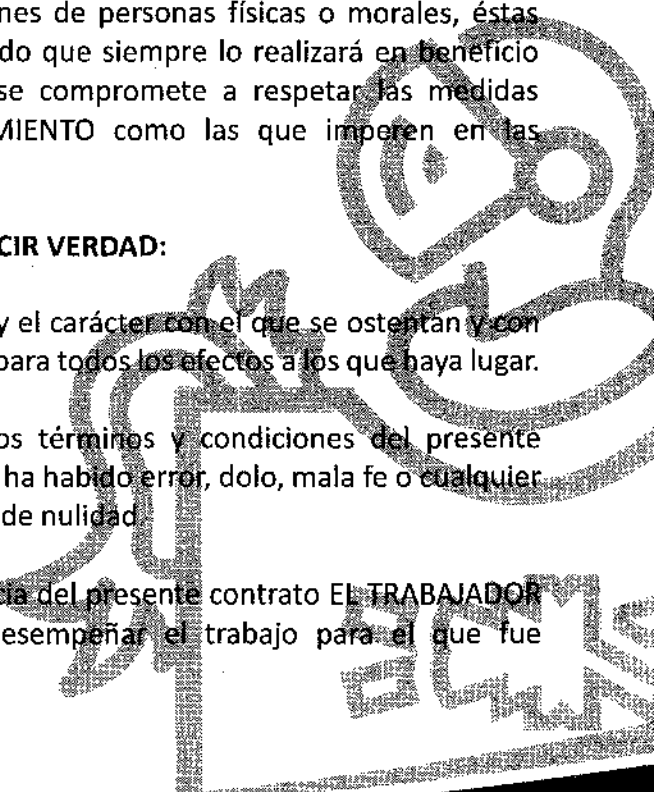 nes de personas físicas o morales, éstas
do que siempre lo realizará en beneficio
se compromete a respetar las medidas
MIENTO como las que imperen en las
CIR VERDAD:
y el carácter con el que se ostentan y con
para todos los efectos a los que haya lugar.
os términos y condiciones del presente
ha habido error, dolo, mala fe o cualquier
de nulidad.
cia del presente contrato EL TRABAJADOR
esempeñar el trabajo para el que fue